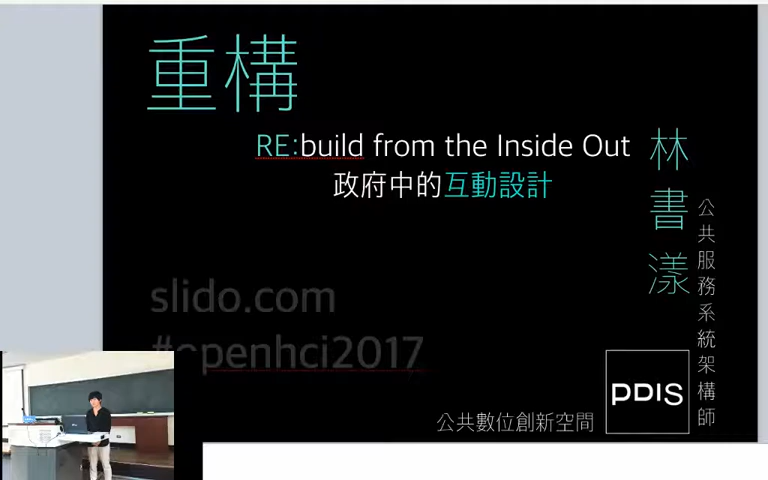 重構
RE:build from the Inside Out
政府中的互動設計
林書漾
公共服務系統架構師
slido.com
#openhci2017
PDIS
公共數位創新空間